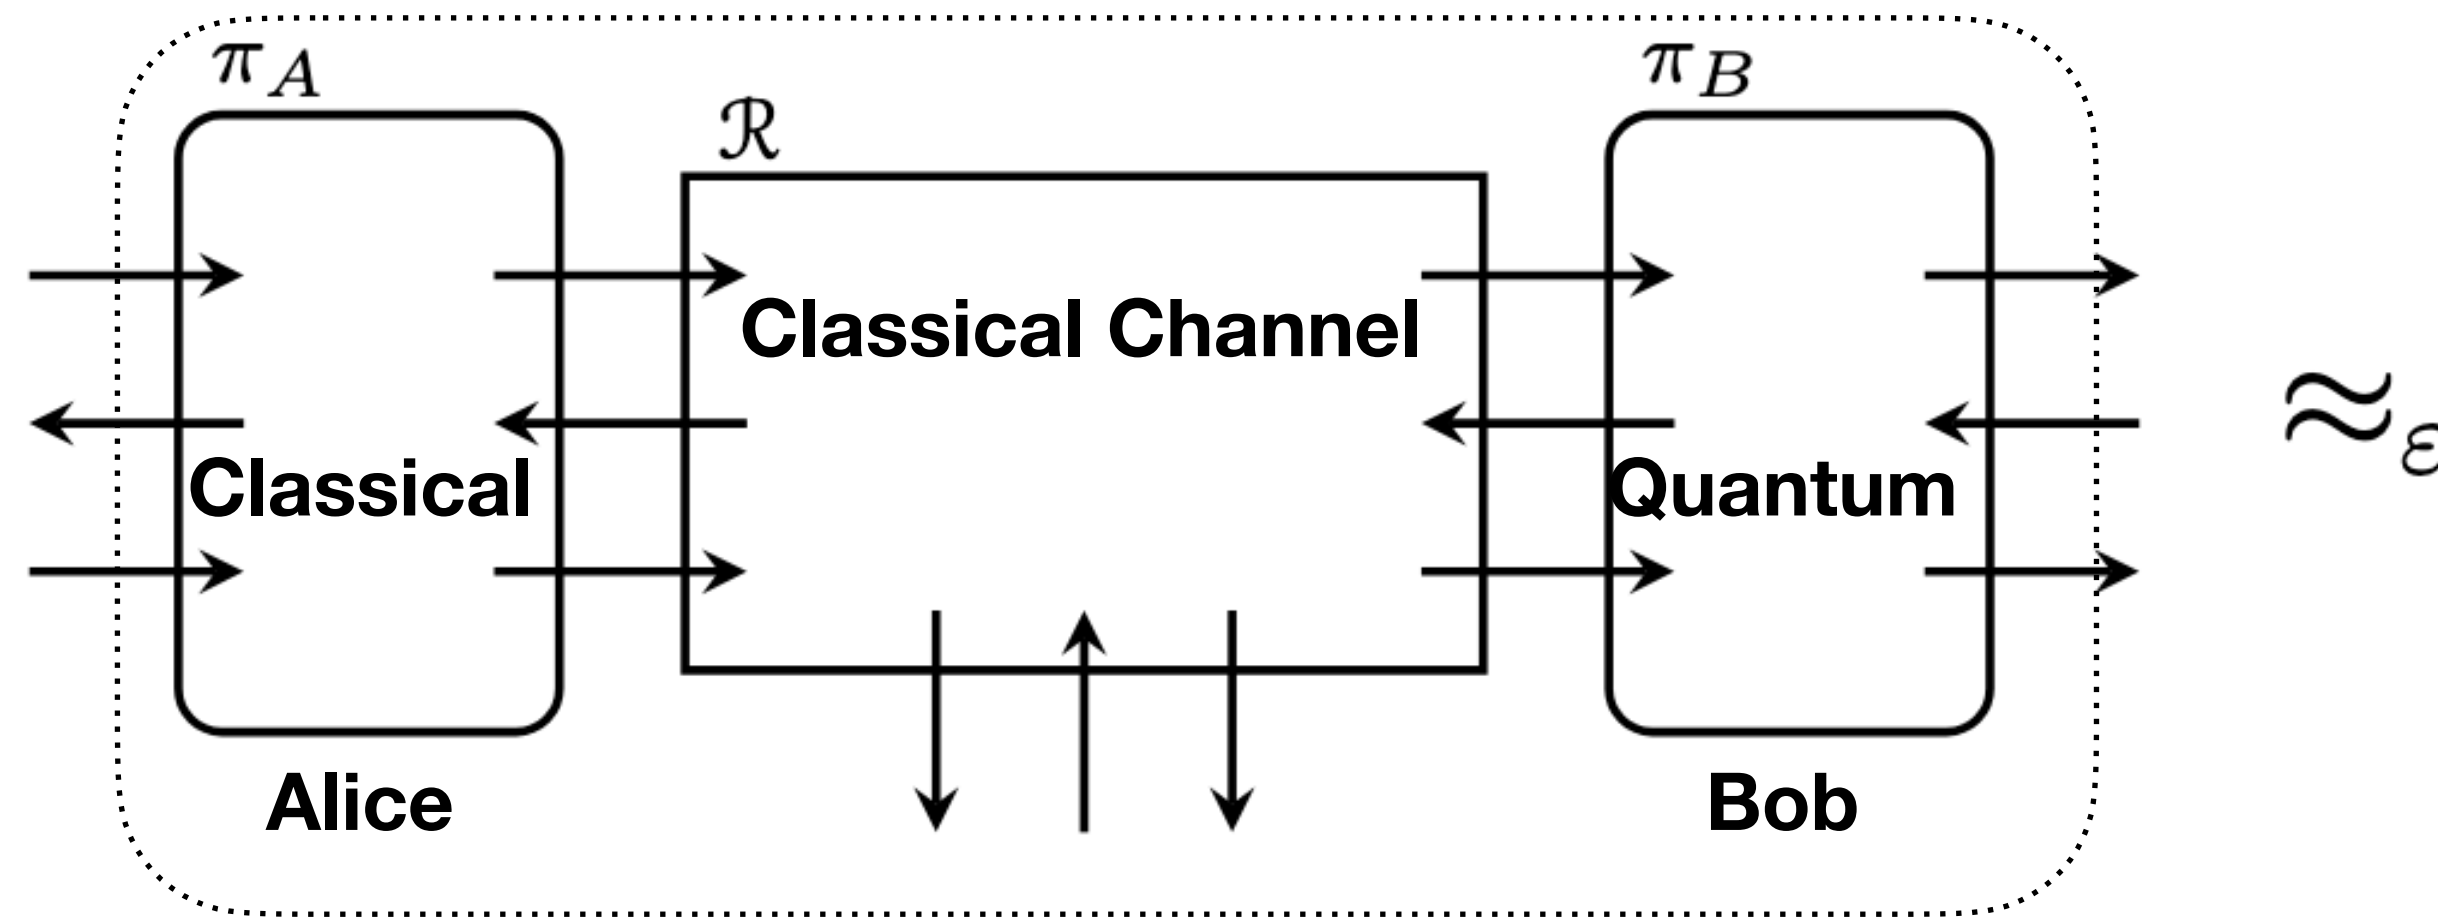 π_A
π_B
ℛ
Classical Channel
Classical
Quantum
≈_ε
Alice
Bob